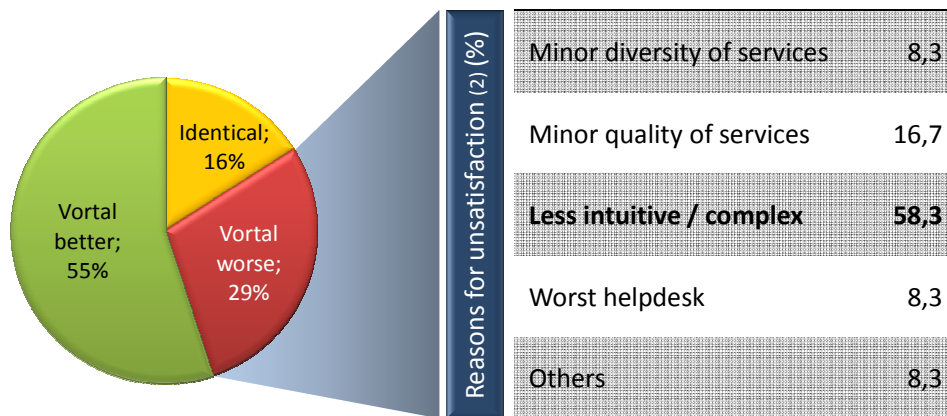 Identical;
16%
Vortal
better;
55%
Vortal
worse;
29%
Reasons for unsatisfaction (2) (%)
Minor diversity of services 8,3
Minor quality of services 16,7
Less intuitive / complex 58,3
Worst helpdesk 8,3
Others 8,3